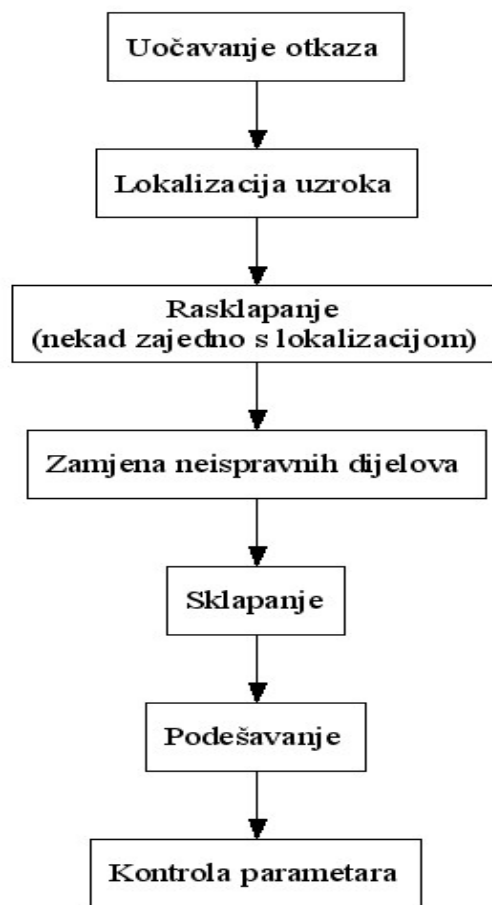 Uočavanje otkaza
Lokalizacija uzroka
Rasklapanje
(nekad zajedno s lokalizacijom)
Zamjena neispravnih dijelova
Sklapanje
Podešavanje
Kontrola parametara